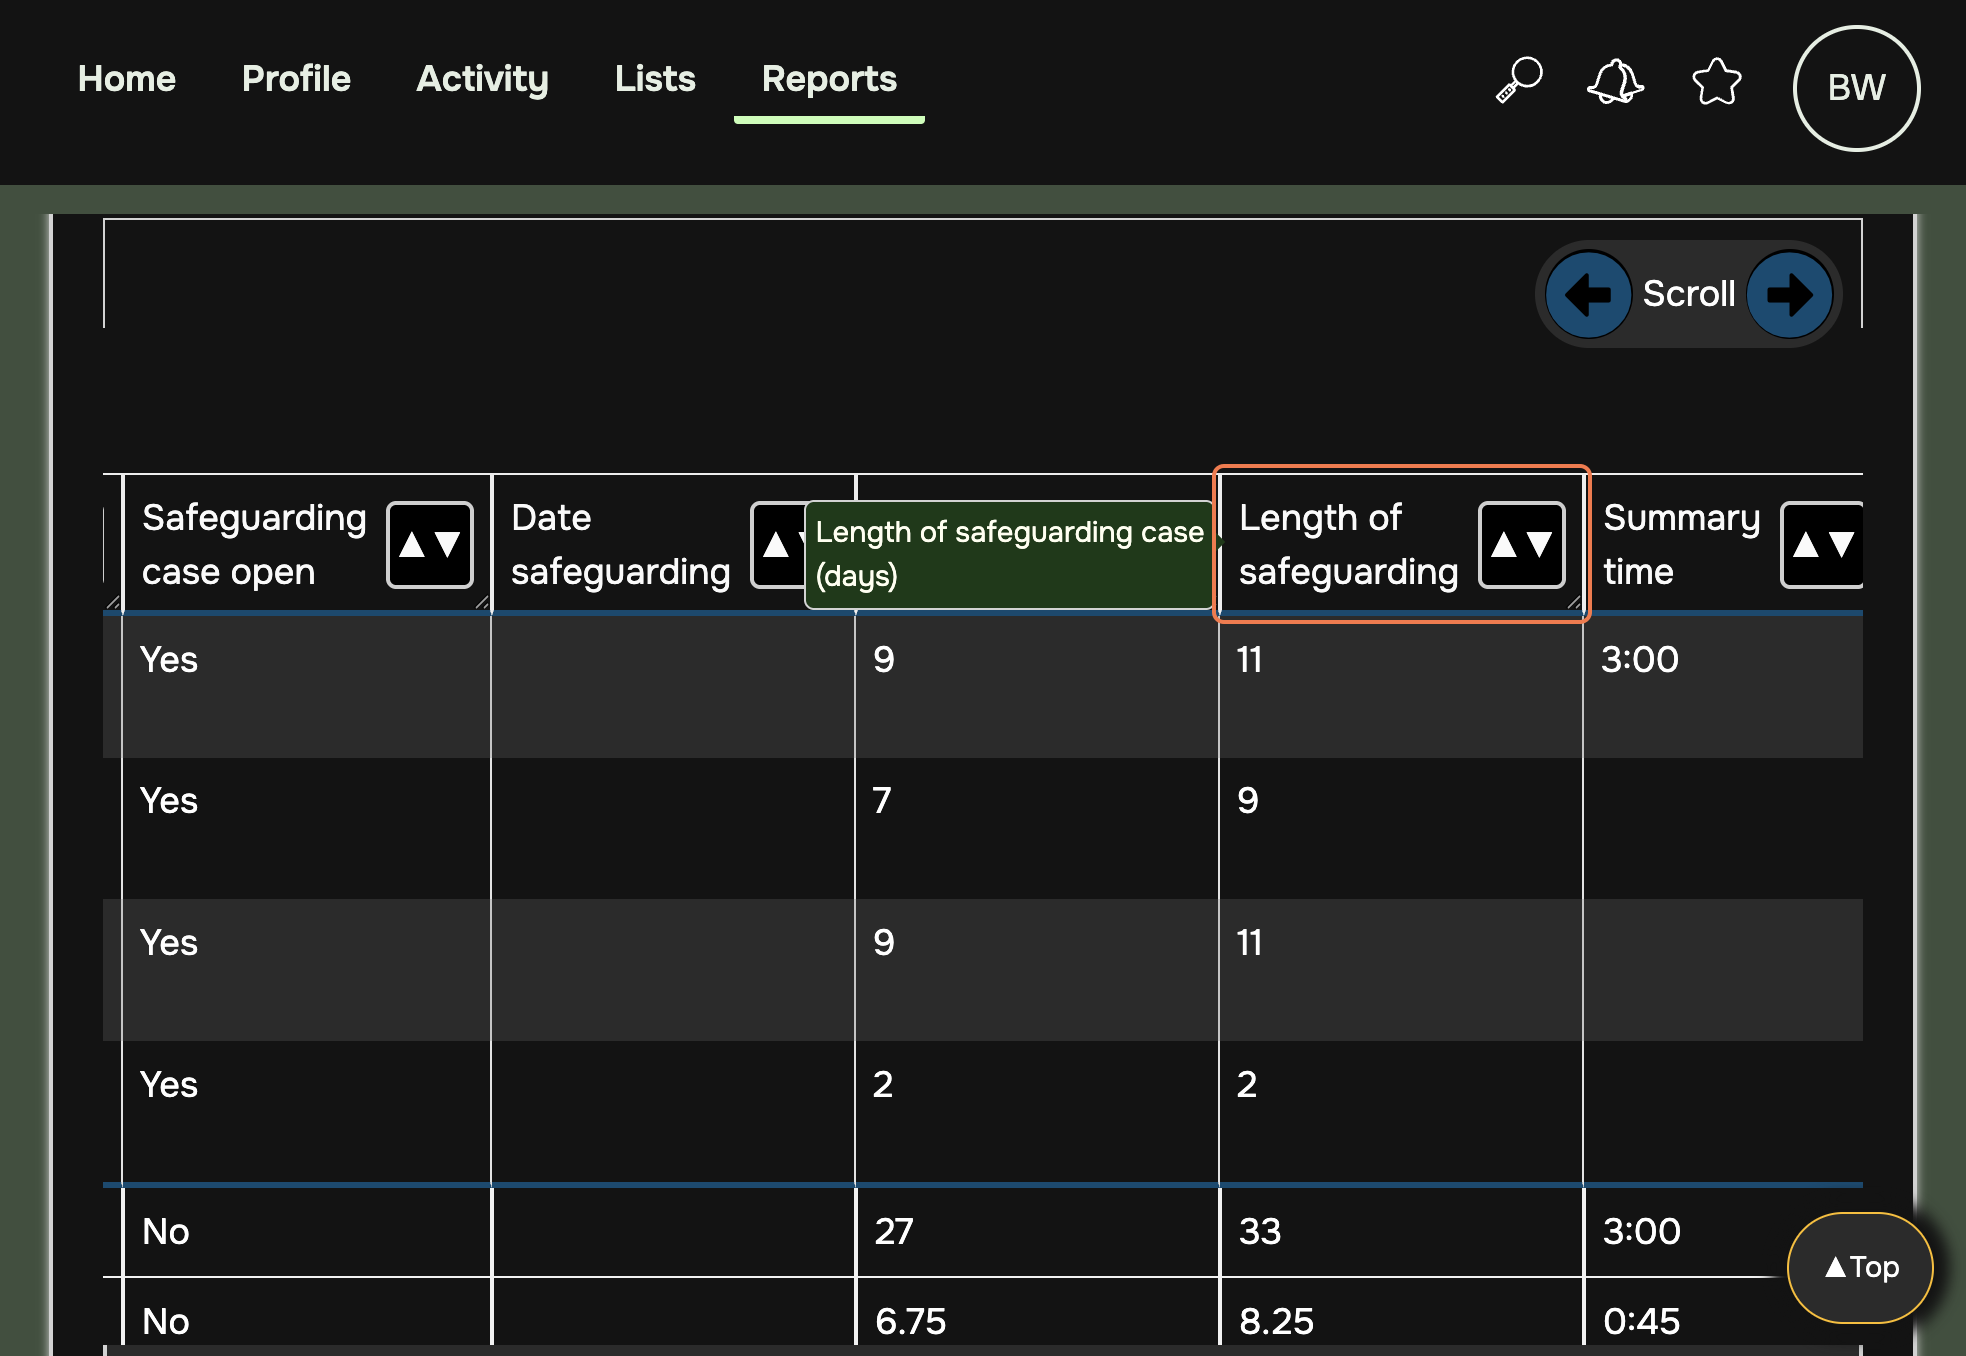 Home Profile Activity Lists Reports BW
Scroll
Safeguarding case open ▲▼ Date safeguarding ▲ Length of safeguarding case (days) Length of safeguarding ▲▼ Summary time ▲▼
Yes 9 11 3:00
Yes 7 9
Yes 9 11
Yes 2 2
No 27 33 3:00
▲Top
No 6.75 8.25 0:45